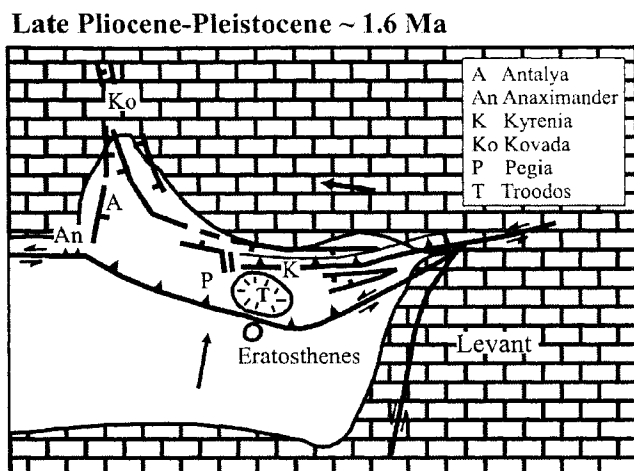 Late Pliocene-Pleistocene ~ 1.6 Ma
A Antalya
An Anaximander
K Kyrenia
Ko Kovada
P Pegia
T Troodos
Ko
A
An
P
K
T
Eratosthenes
Levant